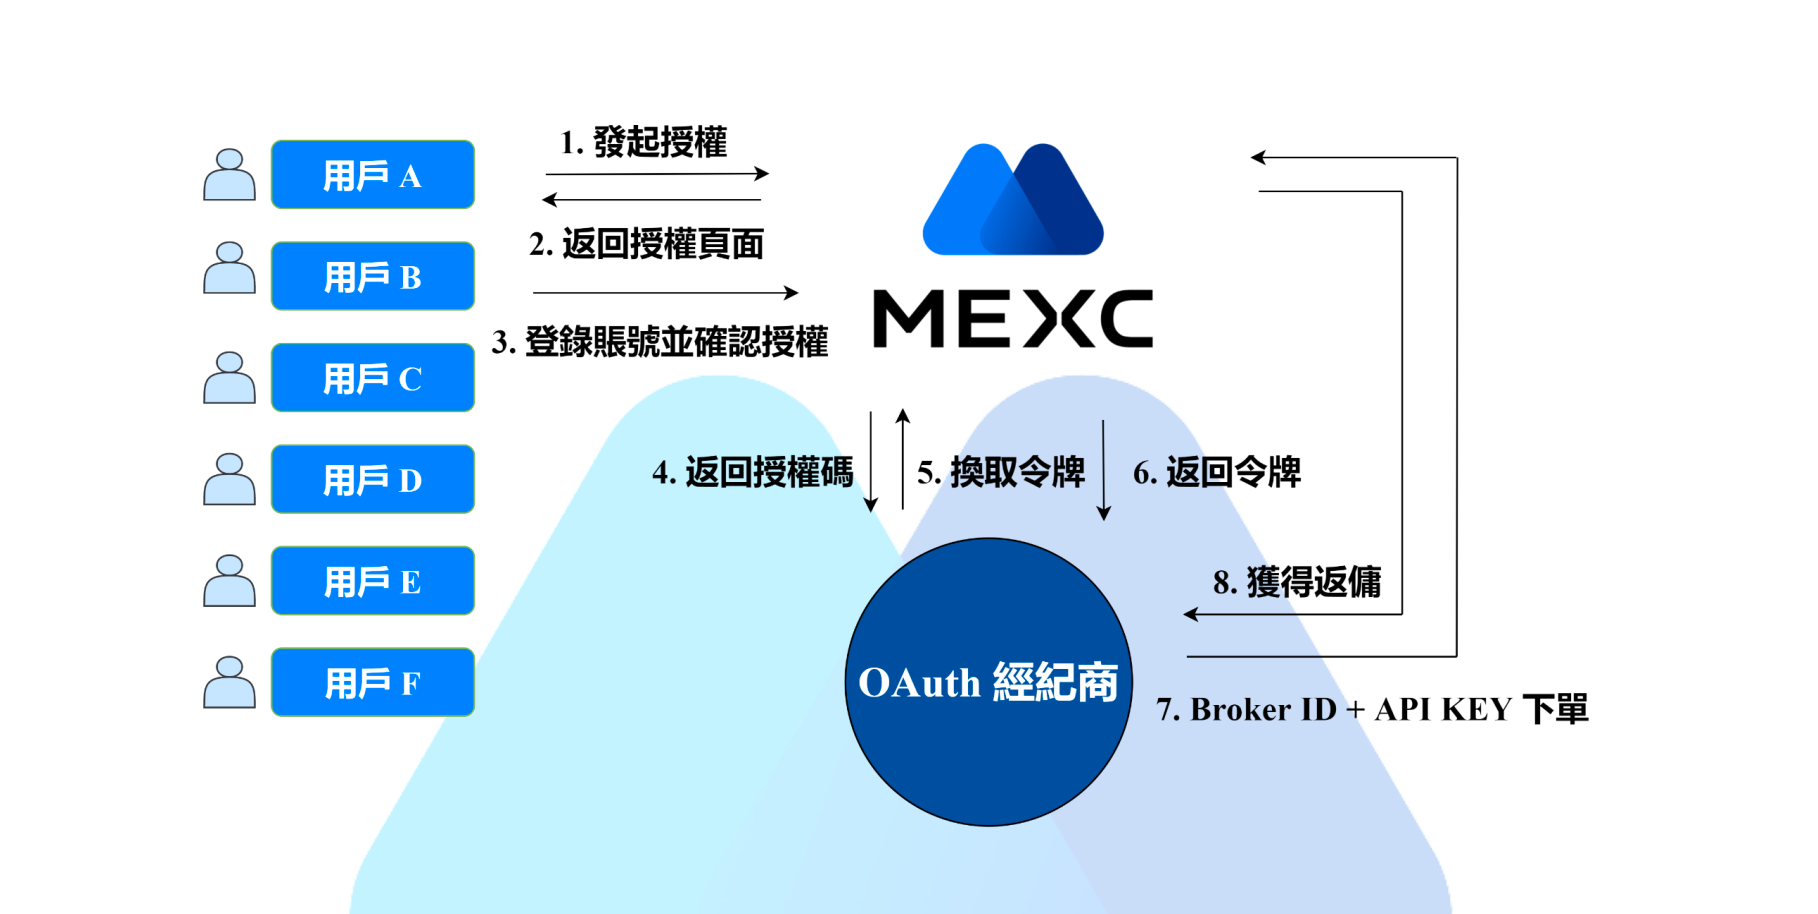 用戶 A
用戶 B
用戶 C
用戶 D
用戶 E
用戶 F
1. 發起授權
2. 返回授權頁面
3. 登錄賬號並確認授權
MEXC
4. 返回授權碼
5. 換取令牌
6. 返回令牌
OAuth 經紀商
8. 獲得返傭
7. Broker ID + API KEY 下單